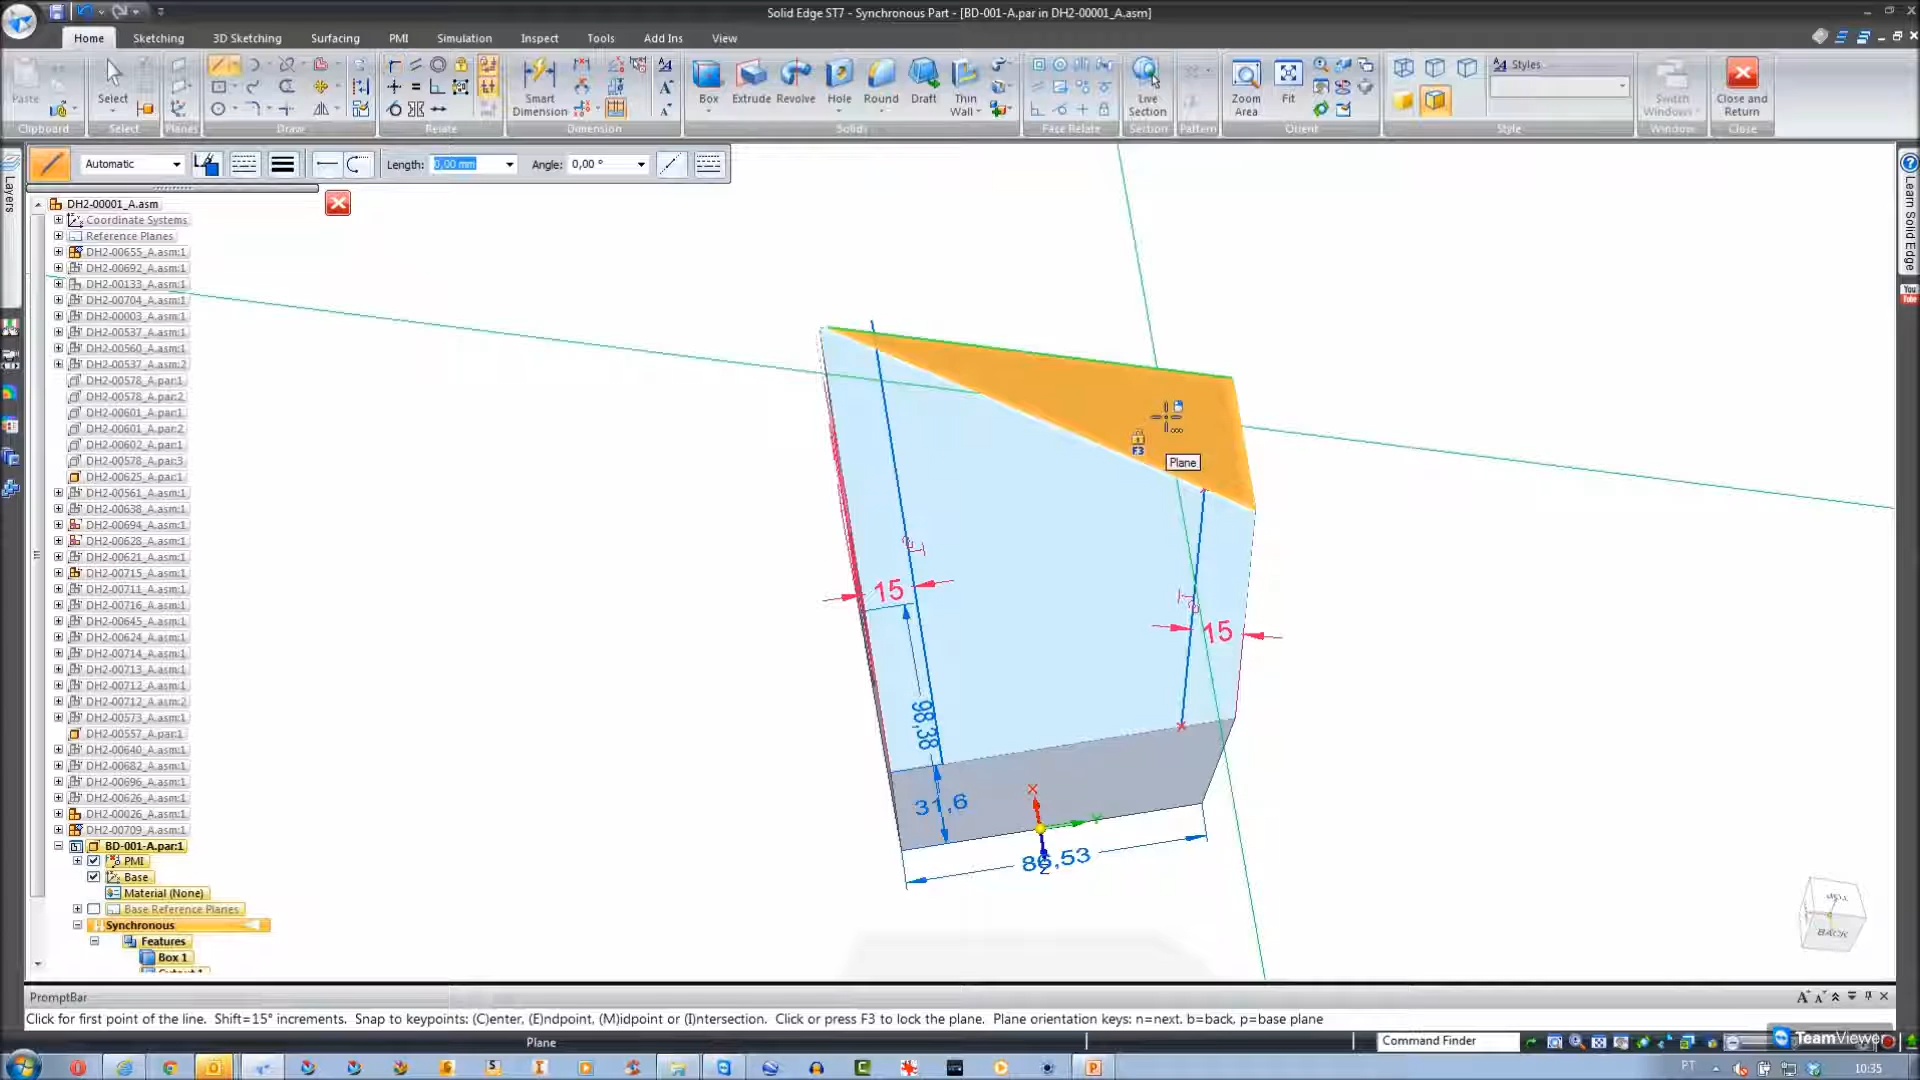 Solid Edge ST7 - Synchronous Part - [BD-001-A.par in DH2-00001_A.asm]
Home Sketching 3D Sketching Surfacing PMI Simulation Inspect Tools Add Ins View
Paste Select Smart Dimension Box Extrude Revolve Hole Round Draft Thin Wall Live Section Zoom Area Fit Styles Switch Windows Close and Return
Clipboard Select Planes Draw Relate Dimension Solids Face Relate Section Pattern Orient Style Window Close
Automatic Length: 0,00 mm Angle: 0,00 °
Layers
Learn Solid Edge
You Tube
DH2-00001_A.asm
Coordinate Systems
Reference Planes
DH2-00655_A.asm:1
DH2-00692_A.asm:1
DH2-00133_A.asm:1
DH2-00704_A.asm:1
DH2-00003_A.asm:1
DH2-00537_A.asm:1
DH2-00560_A.asm:1
DH2-00537_A.asm:2
DH2-00578_A.par:1
DH2-00578_A.par:2
DH2-00601_A.par:1
DH2-00601_A.par:2
DH2-00602_A.par:1
DH2-00578_A.par:3
DH2-00625_A.par:1
DH2-00561_A.asm:1
DH2-00638_A.asm:1
DH2-00694_A.asm:1
DH2-00628_A.asm:1
DH2-00621_A.asm:1
DH2-00715_A.asm:1
DH2-00711_A.asm:1
DH2-00716_A.asm:1
DH2-00645_A.asm:1
DH2-00624_A.asm:1
DH2-00714_A.asm:1
DH2-00713_A.asm:1
DH2-00712_A.asm:1
DH2-00712_A.asm:2
DH2-00573_A.asm:1
DH2-00557_A.par:1
DH2-00640_A.asm:1
DH2-00682_A.asm:1
DH2-00696_A.asm:1
DH2-00626_A.asm:1
DH2-00026_A.asm:1
DH2-00709_A.asm:1
BD-001-A.par:1
PMI
Base
Material (None)
Base Reference Planes
Synchronous
Features
Box 1
F3
Plane
15
15
98,38
31,6
86,53
X
Y
Z
TOP
BACK
PromptBar
Click for first point of the line. Shift=15° increments. Snap to keypoints: (C)enter, (E)ndpoint, (M)idpoint or (I)ntersection. Click or press F3 to lock the plane. Plane orientation keys: n=next. b=back, p=base plane
Plane
Command Finder
TeamViewer
PT 10:35